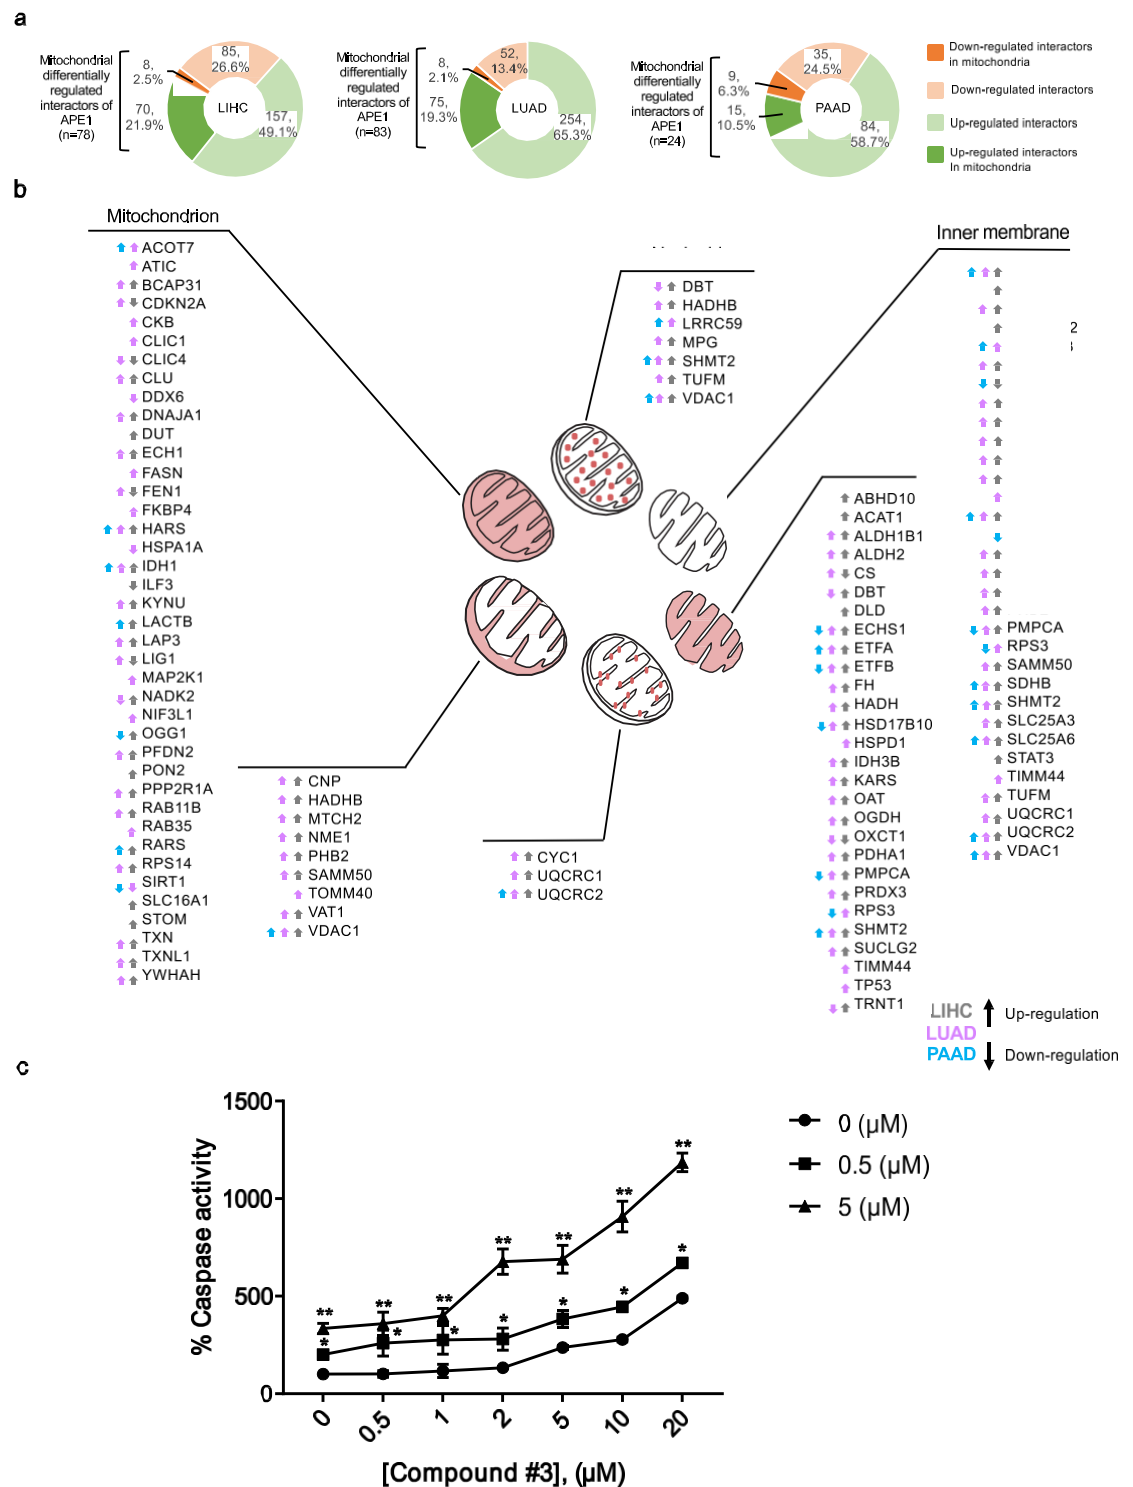 a
Mitochondrial
differentially
regulated
interactors of
APE1
(n=78)
8,
2.5%
85,
26.6%
70,
21.9%
LIHC
157,
49.1%
Mitochondrial
differentially
regulated
interactors of
APE1
(n=83)
8,
2.1%
52,
13.4%
75,
19.3%
LUAD
254,
65.3%
Mitochondrial
differentially
regulated
interactors of
APE1
(n=24)
9,
6.3%
35,
24.5%
15,
10.5%
PAAD
84,
58.7%
Down-regulated interactors
in mitochondria
Down-regulated interactors
Up-regulated interactors
Up-regulated interactors
In mitochondria
b
Mitochondrion
ACOT7
ATIC
BCAP31
CDKN2A
CKB
CLIC1
CLIC4
CLU
DDX6
DNAJA1
DUT
ECH1
FASN
FEN1
FKBP4
HARS
HSPA1A
IDH1
ILF3
KYNU
LACTB
LAP3
LIG1
MAP2K1
NADK2
NIF3L1
OGG1
PFDN2
PON2
PPP2R1A
RAB11B
RAB35
RARS
RPS14
SIRT1
SLC16A1
STOM
TXN
TXNL1
YWHAH
DBT
HADHB
LRRC59
MPG
SHMT2
TUFM
VDAC1
Inner membrane
2
PMPCA
RPS3
SAMM50
SDHB
SHMT2
SLC25A3
SLC25A6
STAT3
TIMM44
TUFM
UQCRC1
UQCRC2
VDAC1
ABHD10
ACAT1
ALDH1B1
ALDH2
CS
DBT
DLD
ECHS1
ETFA
ETFB
FH
HADH
HSD17B10
HSPD1
IDH3B
KARS
OAT
OGDH
OXCT1
PDHA1
PMPCA
PRDX3
RPS3
SHMT2
SUCLG2
TIMM44
TP53
TRNT1
CNP
HADHB
MTCH2
NME1
PHB2
SAMM50
TOMM40
VAT1
VDAC1
CYC1
UQCRC1
UQCRC2
LIHC
LUAD
PAAD
Up-regulation
Down-regulation
c
% Caspase activity
1500
1000
500
0
** ** ** ** ** ** **
* * * * * * *
0 0.5 1 2 5 10 20
[Compound #3], (µM)
0 (µM)
0.5 (µM)
5 (µM)